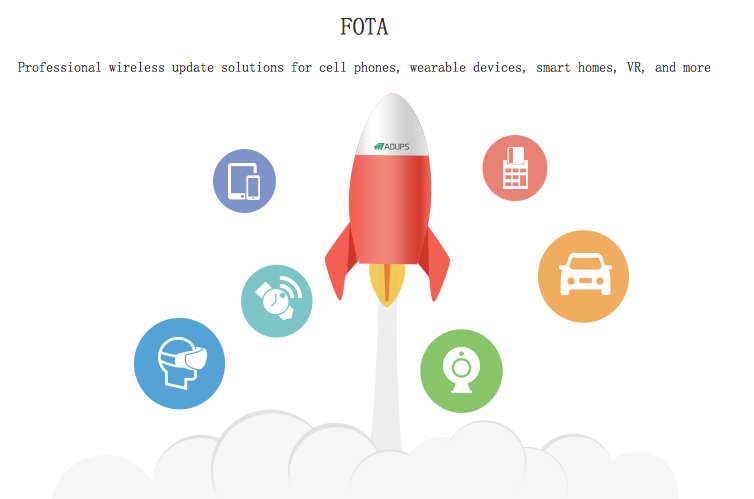 FOTA
Professional wireless update solutions for cell phones, wearable devices, smart homes, VR, and more
ADUPS